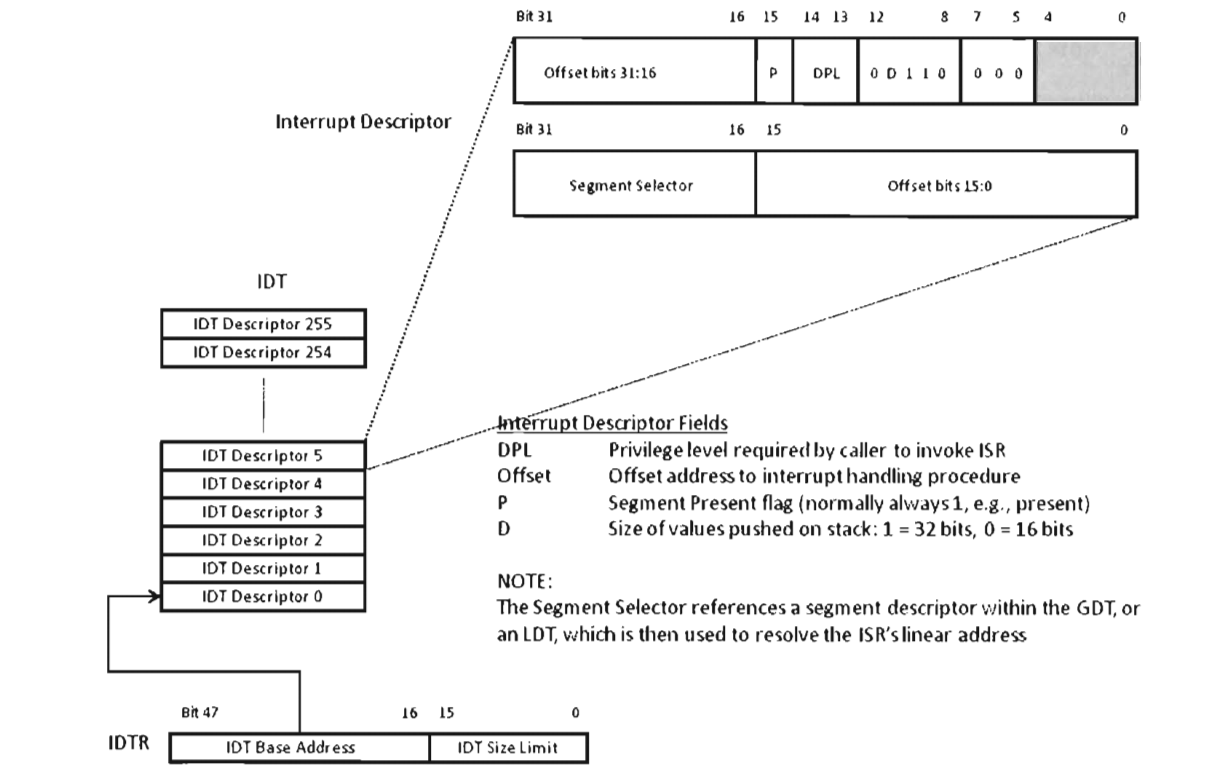 Bit 31 16 15 14 13 12 8 7 5 4 0
Offset bits 31:16 P DPL 0 D 1 1 0 0 0 0
Interrupt Descriptor
Bit 31 16 15 0
Segment Selector Offset bits 15:0
IDT
IDT Descriptor 255
IDT Descriptor 254
IDT Descriptor 5
IDT Descriptor 4
IDT Descriptor 3
IDT Descriptor 2
IDT Descriptor 1
IDT Descriptor 0
Interrupt Descriptor Fields
DPL Privilege level required by caller to invoke ISR
Offset Offset address to interrupt handling procedure
P Segment Present flag (normally always 1, e.g., present)
D Size of values pushed on stack: 1 = 32 bits, 0 = 16 bits
NOTE:
The Segment Selector references a segment descriptor within the GDT, or
an LDT, which is then used to resolve the ISR's linear address
Bit 47 16 15 0
IDTR IDT Base Address IDT Size Limit